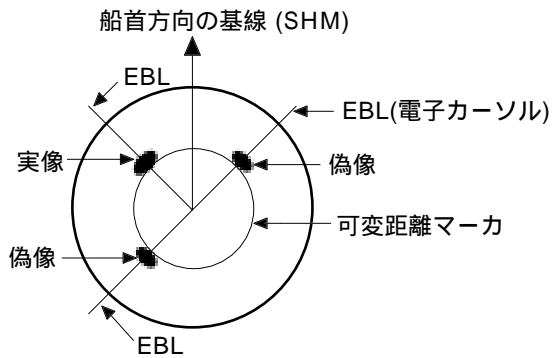 船首方向の基線 (SHM)
EBL
EBL(電子カーソル)
実像
偽像
可変距離マーカ
偽像
EBL